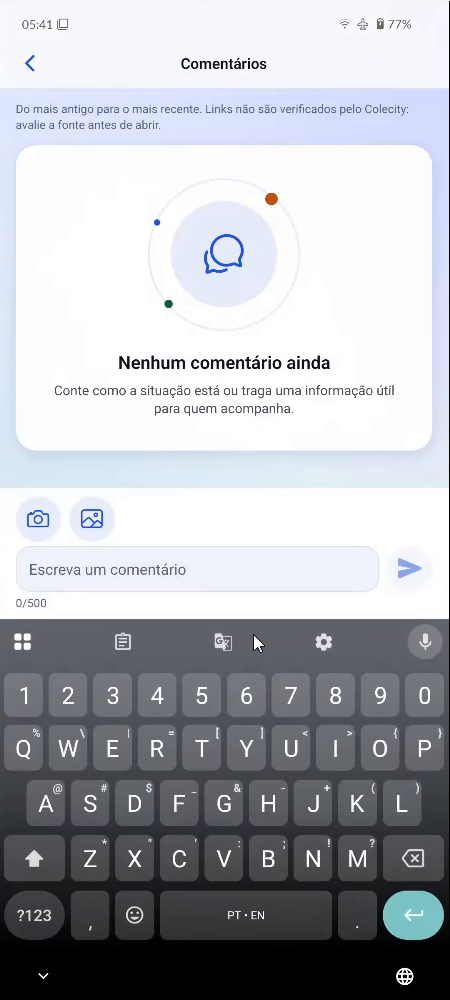 05:41 77%
Comentários
Do mais antigo para o mais recente. Links não são verificados pelo Colecity:
avalie a fonte antes de abrir.
Nenhum comentário ainda
Conte como a situação está ou traga uma informação útil
para quem acompanha.
Escreva um comentário
0/500
1 2 3 4 5 6 7 8 9 0
% \ | = [ ] < > { }
Q W E R T Y U I O P
@ # $ _ & - + ( )
A S D F G H J K L
* " ' : ; ! ?
Z X C V B N M
?123 , PT • EN .